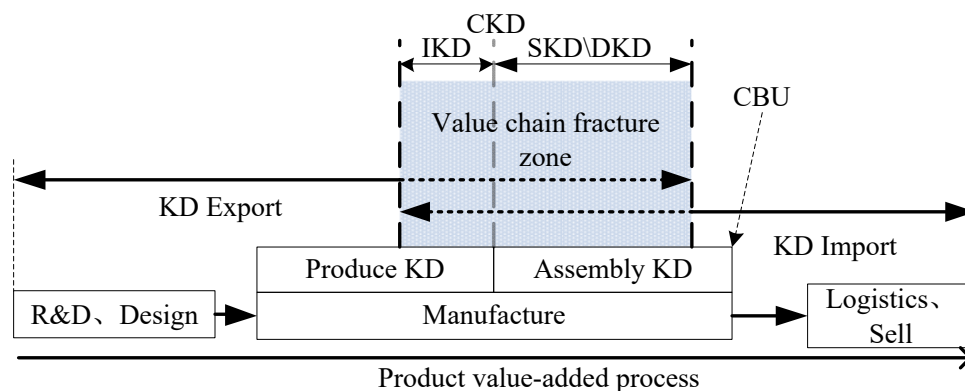 CKD
IKD
SKD\DKD
CBU
Value chain fracture
zone
KD Export
KD Import
Produce KD
Assembly KD
R&D、Design
Manufacture
Logistics、
Sell
Product value-added process